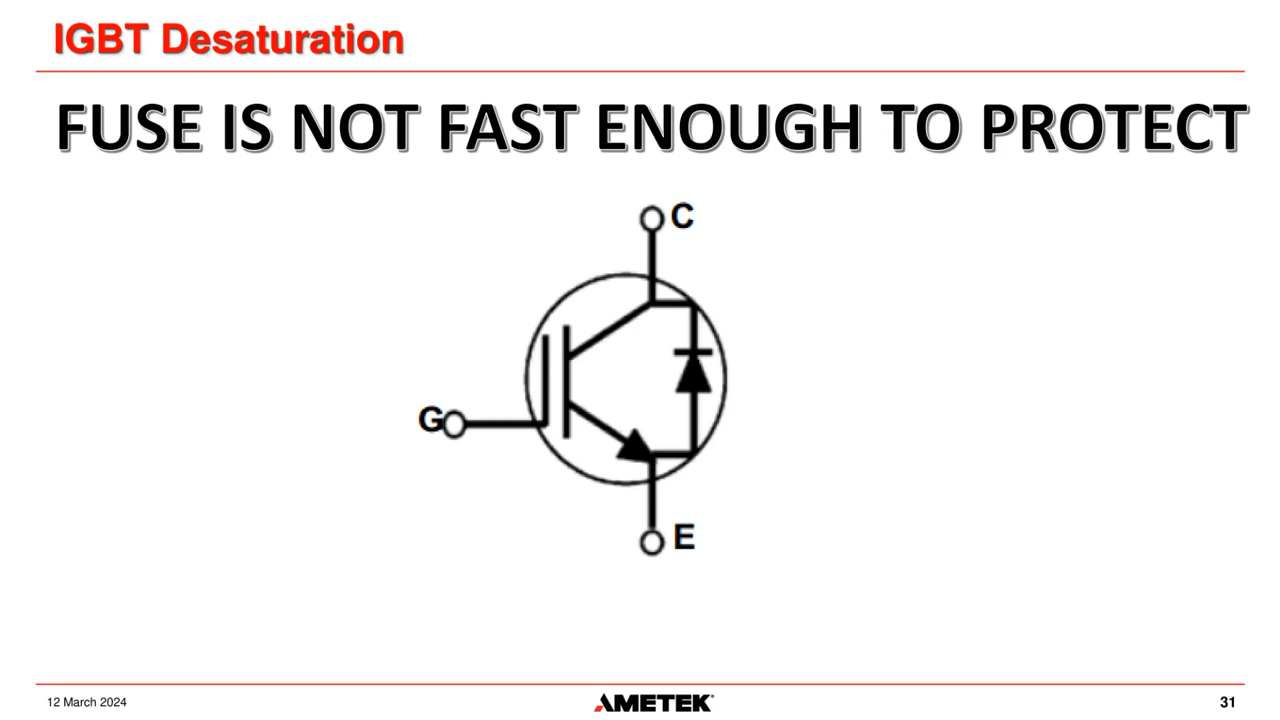 IGBT Desaturation
FUSE IS NOT FAST ENOUGH TO PROTECT
C
G
E
12 March 2024
AMETEK®
31